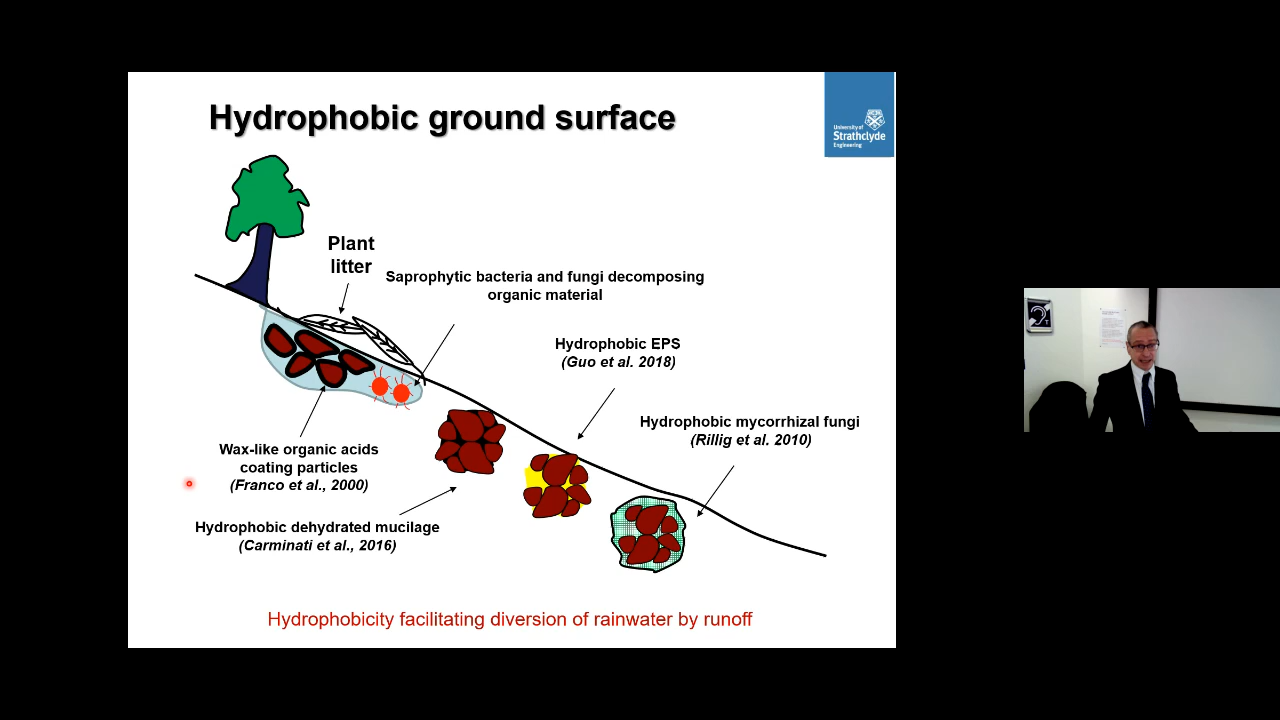 Hydrophobic ground surface
University of
Strathclyde
Engineering
Plant
litter
Saprophytic bacteria and fungi decomposing
organic material
Hydrophobic EPS
(Guo et al. 2018)
Hydrophobic mycorrhizal fungi
(Rillig et al. 2010)
Wax-like organic acids
coating particles
(Franco et al., 2000)
Hydrophobic dehydrated mucilage
(Carminati et al., 2016)
Hydrophobicity facilitating diversion of rainwater by runoff
T